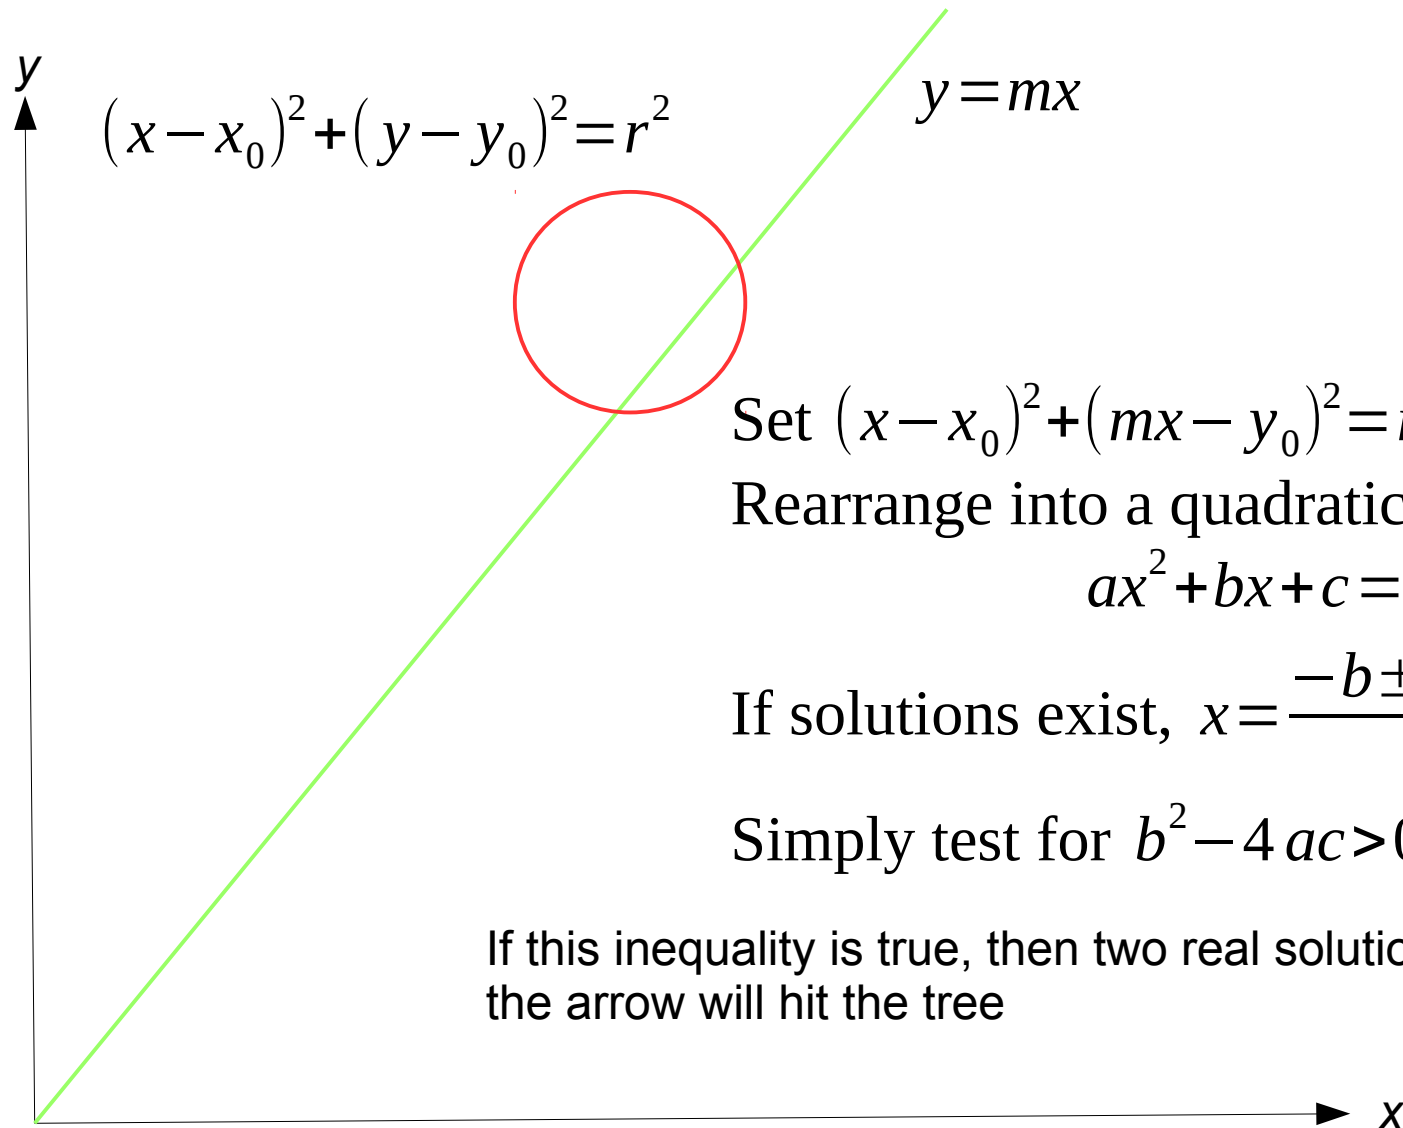 y
(x − x₀)² + (y − y₀)² = r²
y = mx
Set (x − x₀)² + (mx − y₀)² =
Rearrange into a quadratic
ax² + bx + c =
If solutions exist, x = −b ±
Simply test for b² − 4 ac >
If this inequality is true, then two real
the arrow will hit the tree
x